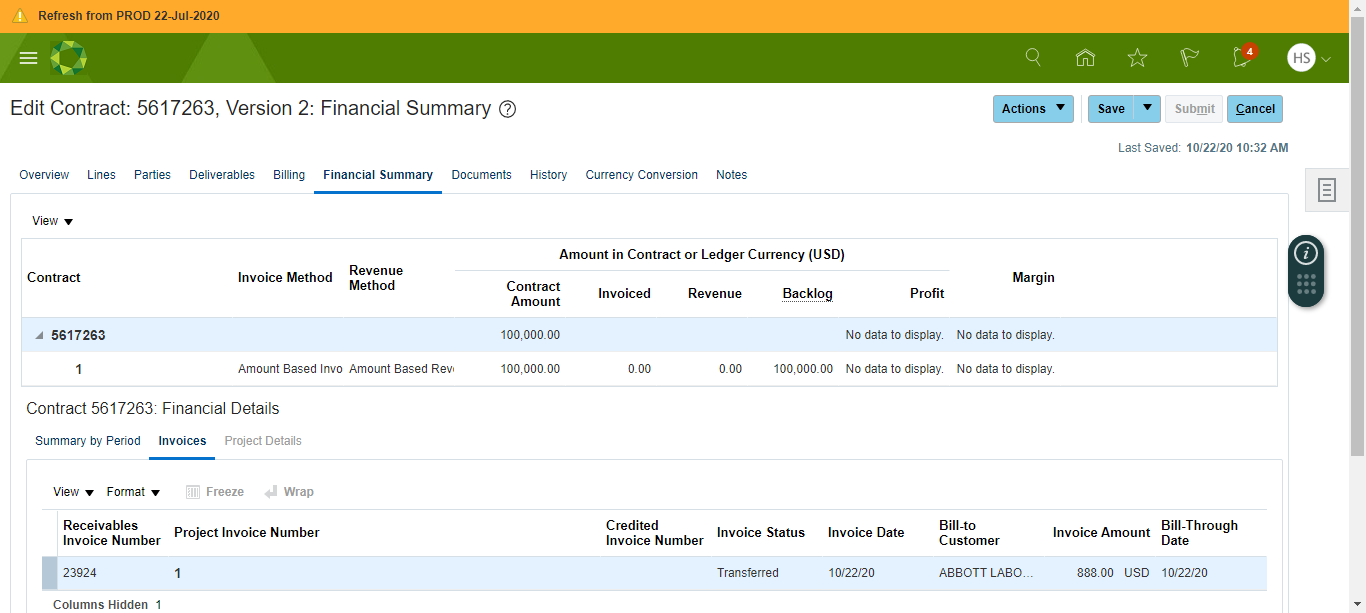 Refresh from PROD 22-Jul-2020
4
HS
Edit Contract: 5617263, Version 2: Financial Summary ?
Actions Save Submit Cancel
Last Saved: 10/22/20 10:32 AM
Overview Lines Parties Deliverables Billing Financial Summary Documents History Currency Conversion Notes
View
Amount in Contract or Ledger Currency (USD)
Contract Invoice Method Revenue Method Contract Amount Invoiced Revenue Backlog Profit Margin
5617263 100,000.00 No data to display. No data to display.
1 Amount Based Invo Amount Based Rev 100,000.00 0.00 0.00 100,000.00 No data to display. No data to display.
Contract 5617263: Financial Details
Summary by Period Invoices Project Details
View Format Freeze Wrap
Receivables Invoice Number Project Invoice Number Credited Invoice Number Invoice Status Invoice Date Bill-to Customer Invoice Amount Bill-Through Date
23924 1 Transferred 10/22/20 ABBOTT LABO... 888.00 USD 10/22/20
Columns Hidden 1